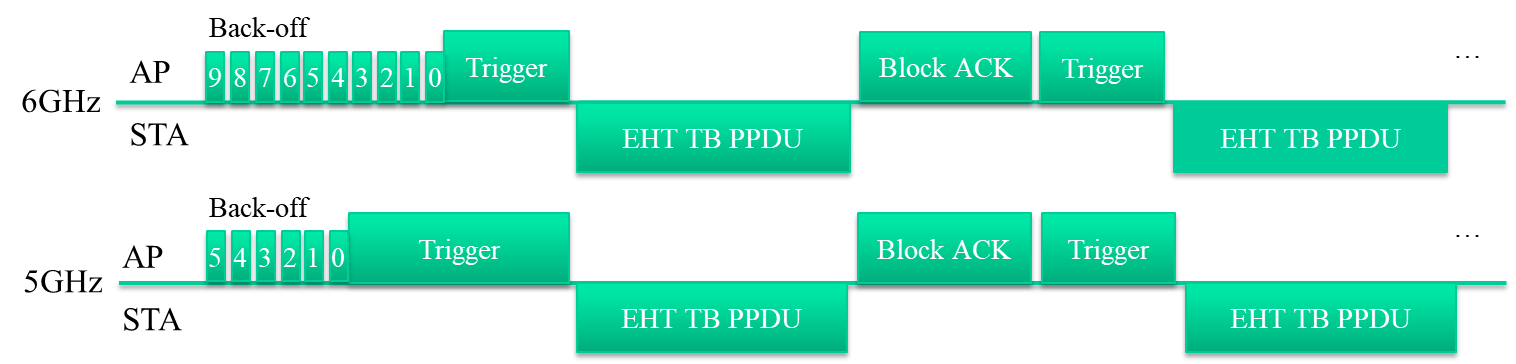 Back-off
AP 9 8 7 6 5 4 3 2 1 0 Trigger Block ACK Trigger ...
6GHz
STA EHT TB PPDU EHT TB PPDU
Back-off
AP 5 4 3 2 1 0 Trigger Block ACK Trigger ...
5GHz
STA EHT TB PPDU EHT TB PPDU